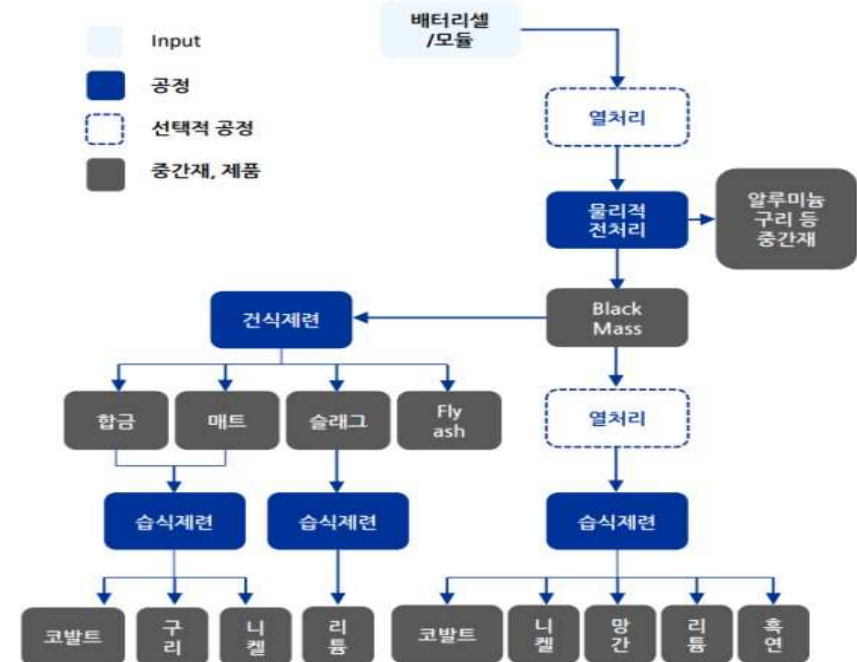 Input
공정
선택적 공정
중간재, 제품
배터리셀
/모듈
열처리
물리적
전처리
알루미늄
구리 등
중간재
Black
Mass
건식제련
합금
매트
슬래그
Fly
ash
열처리
습식제련
습식제련
습식제련
코발트
구
리
니
켈
리
튬
코발트
니
켈
망
간
리
튬
흑
연